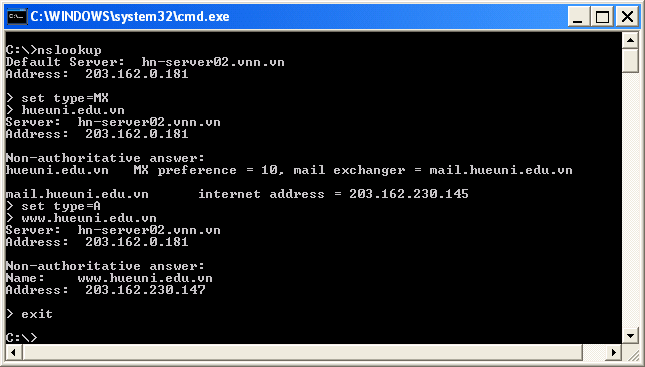 C:\WINDOWS\system32\cmd.exe
C:\>nslookup
Default Server:  hn-server02.vnn.vn
Address:  203.162.0.181
> set type=MX
> hueuni.edu.vn
Server:  hn-server02.vnn.vn
Address:  203.162.0.181
Non-authoritative answer:
hueuni.edu.vn   MX preference = 10, mail exchanger = mail.hueuni.edu.vn
mail.hueuni.edu.vn      internet address = 203.162.230.145
> set type=A
> www.hueuni.edu.vn
Server:  hn-server02.vnn.vn
Address:  203.162.0.181
Non-authoritative answer:
Name:    www.hueuni.edu.vn
Address:  203.162.230.147
> exit
C:\>